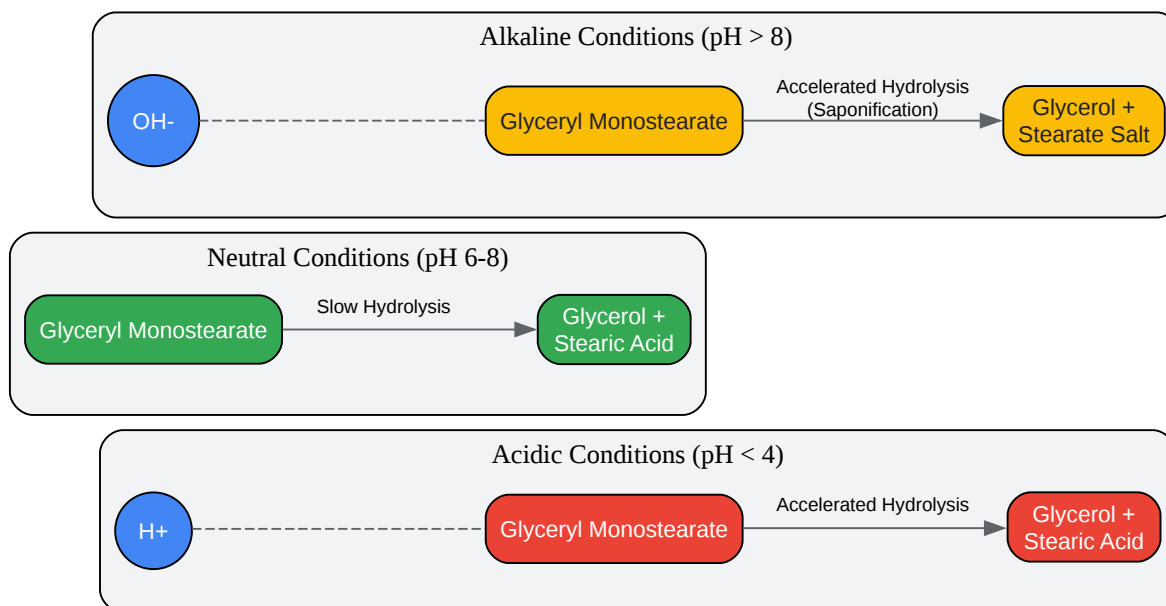 Alkaline Conditions (pH > 8)
OH-
Glyceryl Monostearate
Accelerated Hydrolysis
(Saponification)
Glycerol +
Stearate Salt
Neutral Conditions (pH 6-8)
Glyceryl Monostearate
Slow Hydrolysis
Glycerol +
Stearic Acid
Acidic Conditions (pH < 4)
H+
Glyceryl Monostearate
Accelerated Hydrolysis
Glycerol +
Stearic Acid